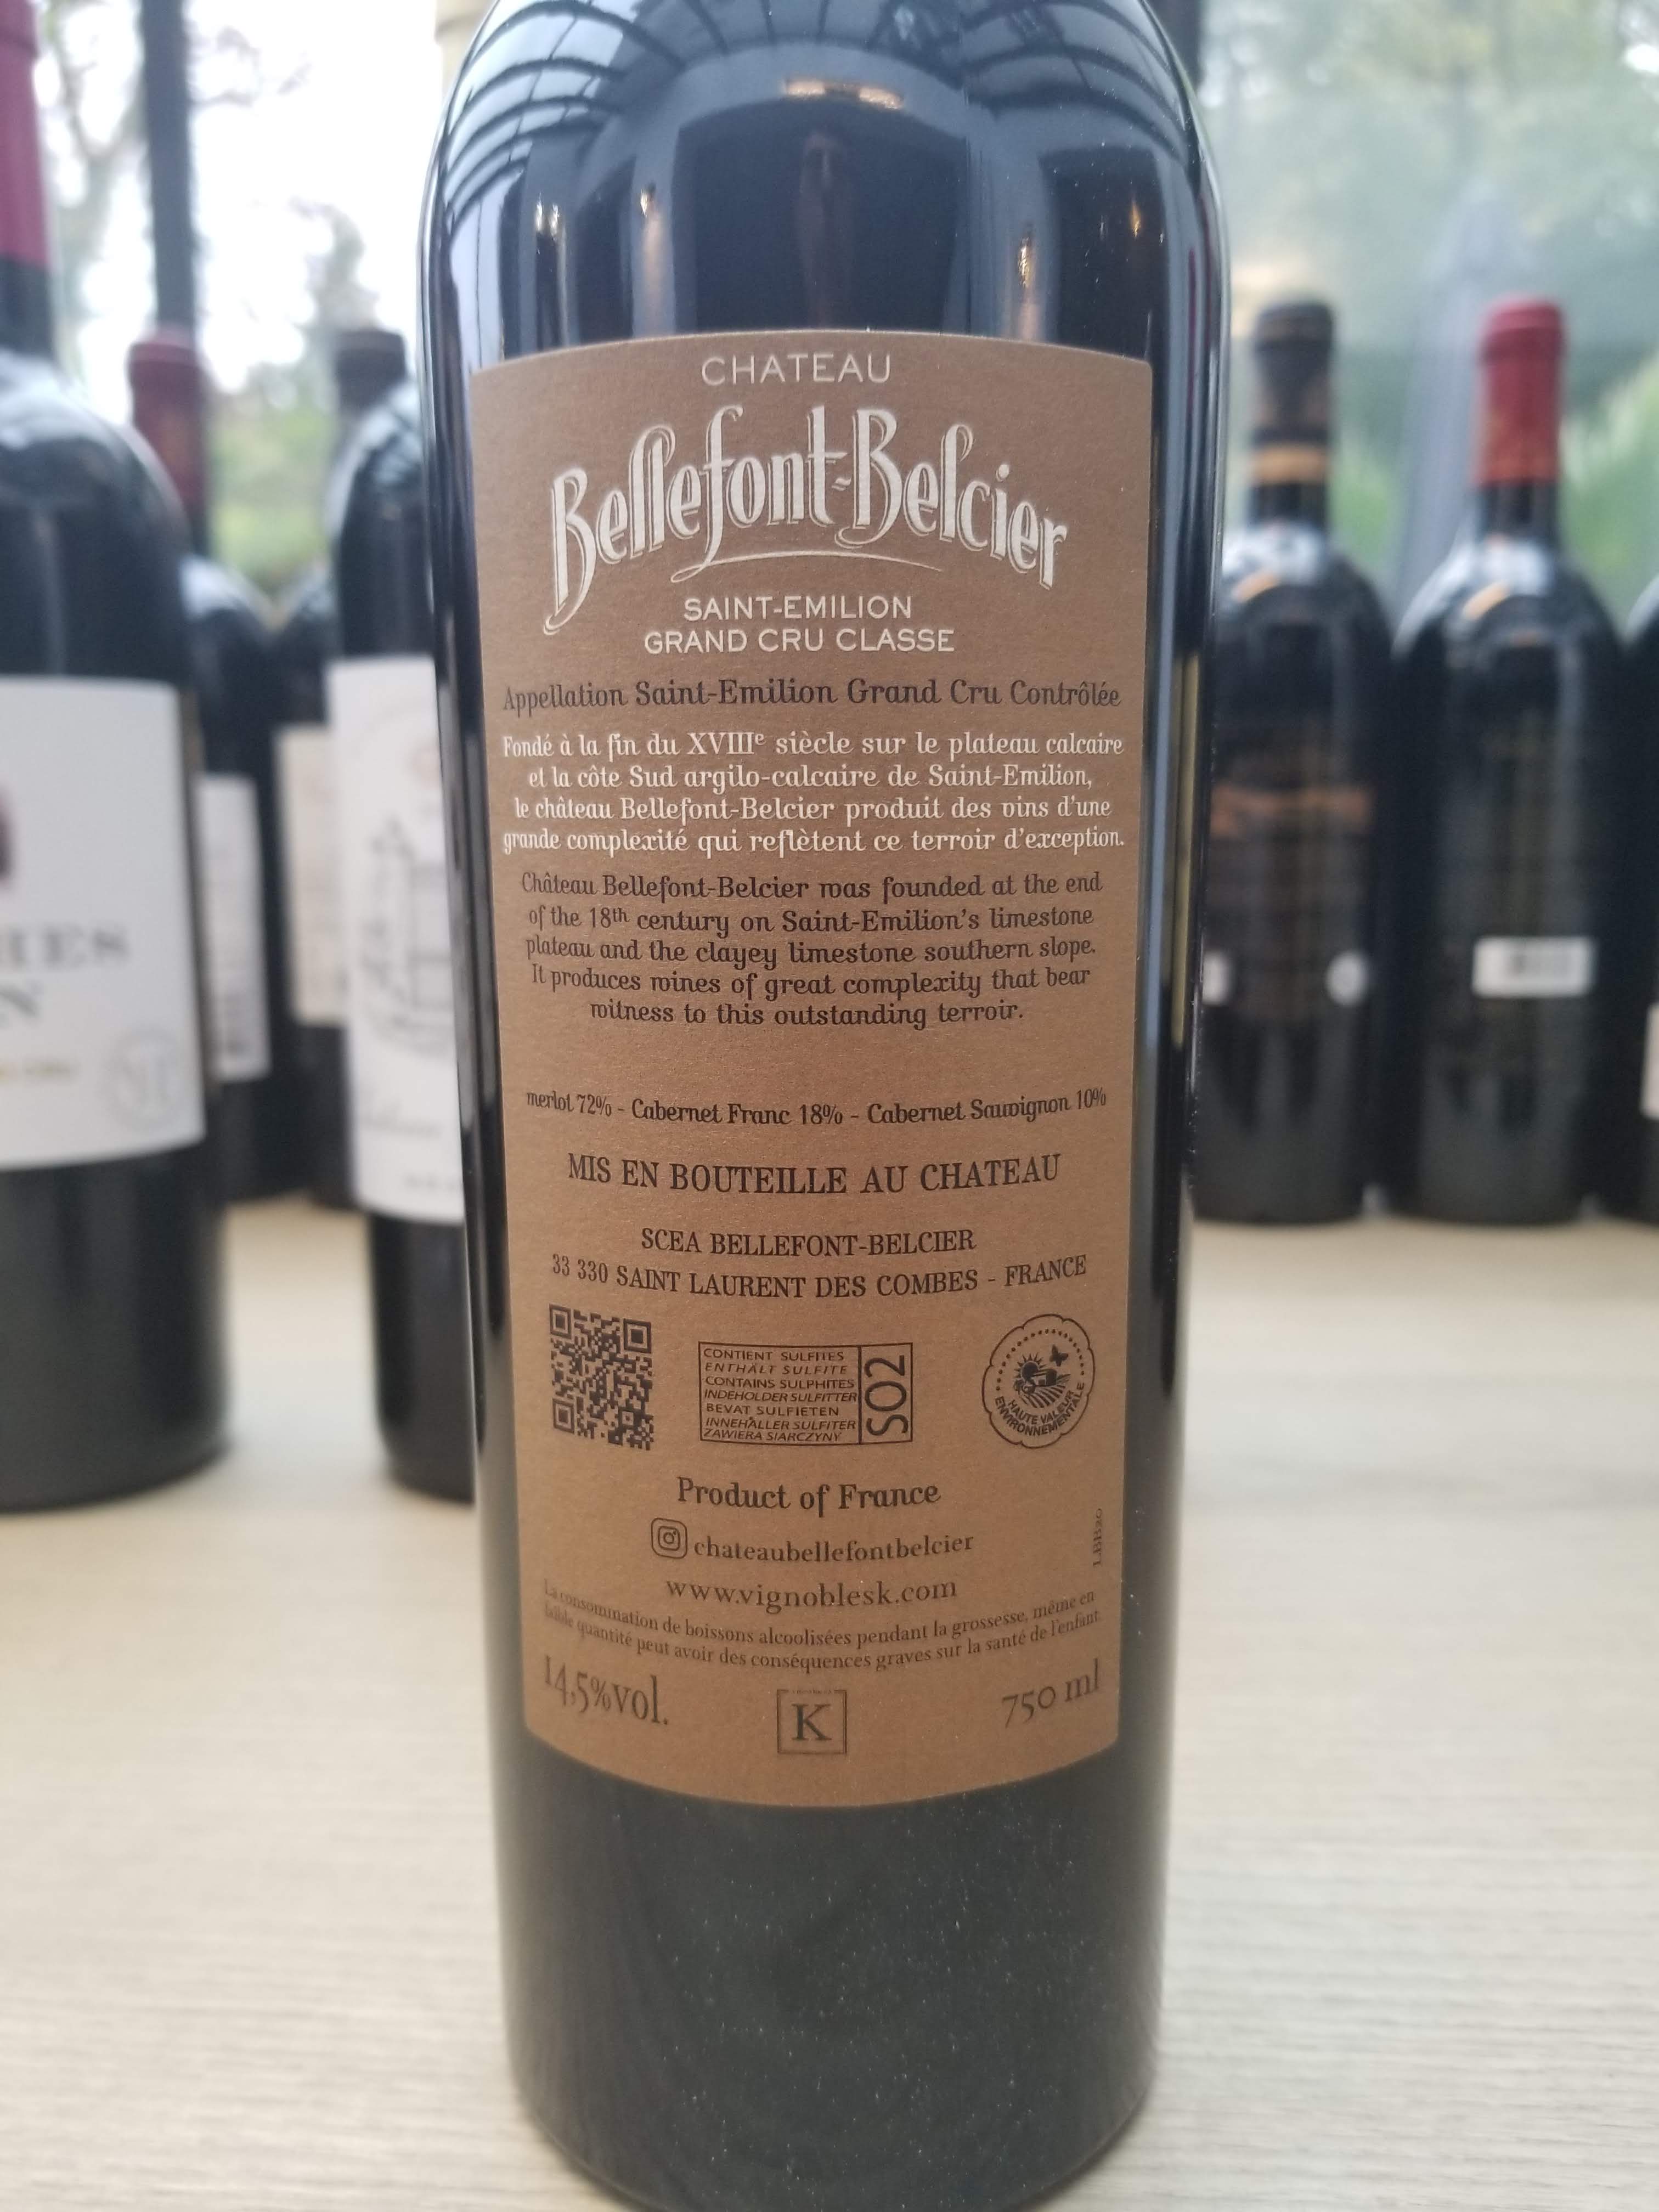 CHATEAU
Bellefont-Belcier
SAINT-EMILION
GRAND CRU CLASSE
Appellation Saint-Emilion Grand Cru Contrôlée
Fondé à la fin du XVIIIe siècle sur le plateau calcaire
et la côte Sud argilo-calcaire de Saint-Emilion,
le château Bellefont-Belcier produit des vins d'une
grande complexité qui reflètent ce terroir d'exception.
Château Bellefont-Belcier was founded at the end
of the 18th century on Saint-Emilion's limestone
plateau and the clayey limestone southern slope.
It produces wines of great complexity that bear
witness to this outstanding terroir.
merlot 72% - Cabernet Franc 18% - Cabernet Sauvignon 10%
MIS EN BOUTEILLE AU CHATEAU
SCEA BELLEFONT-BELCIER
33 330 SAINT LAURENT DES COMBES - FRANCE
CONTIENT SULFITES
ENTHÄLT SULFITE
CONTAINS SULPHITES
INDEHOLDER SULFITTER
BEVAT SULFIETEN
INNEHÅLLER SULFITER
ZAWIERA SIARCZYNY
SO2
HAUTE VALEUR
ENVIRONNEMENTALE
Product of France
chateaubellefontbelcier
LBB20
www.vignoblesk.com
La consommation de boissons alcoolisées pendant la grossesse, même en
faible quantité peut avoir des conséquences graves sur la santé de l'enfant.
14,5%vol.
K
750 ml